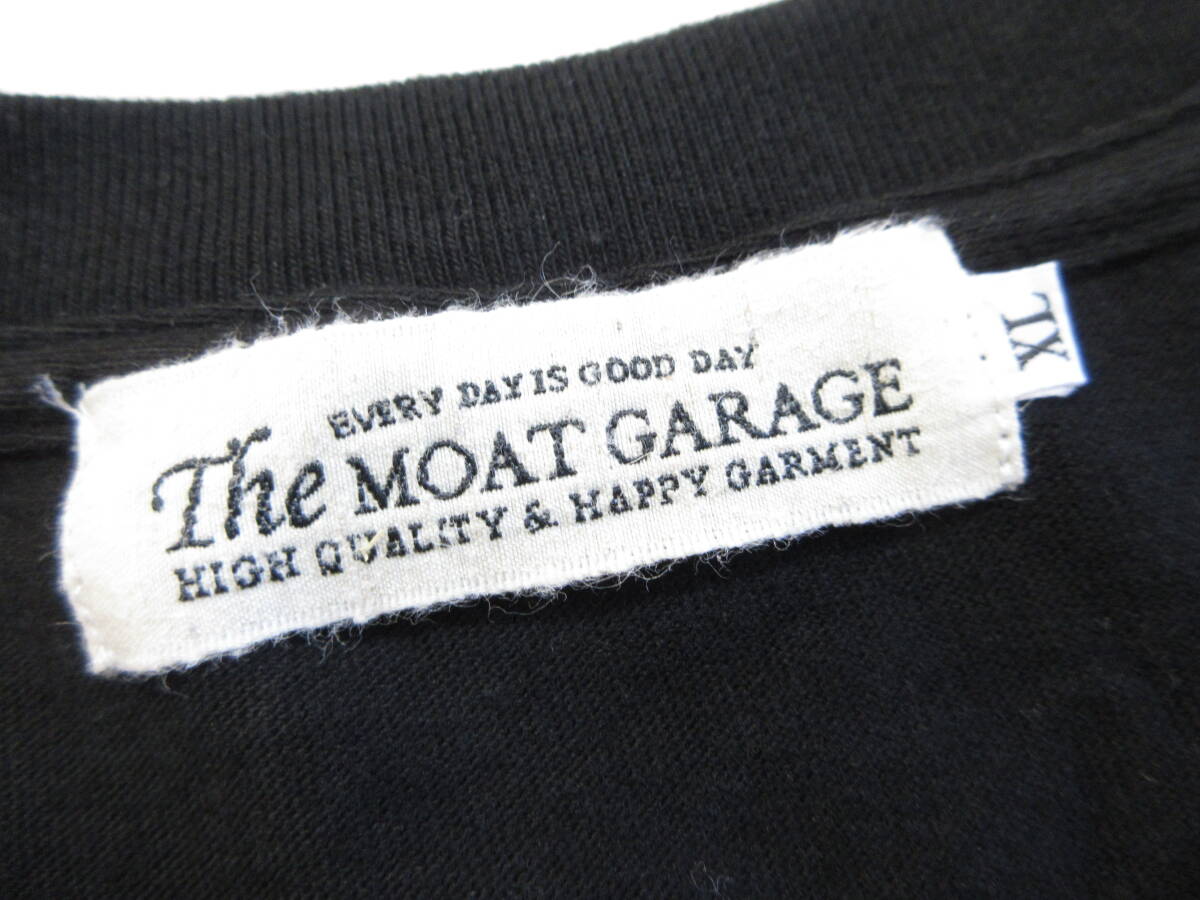 EVERY DAY IS GOOD DAY
The MOAT GARAGE
HIGH QUALITY & HAPPY GARMENT
XL